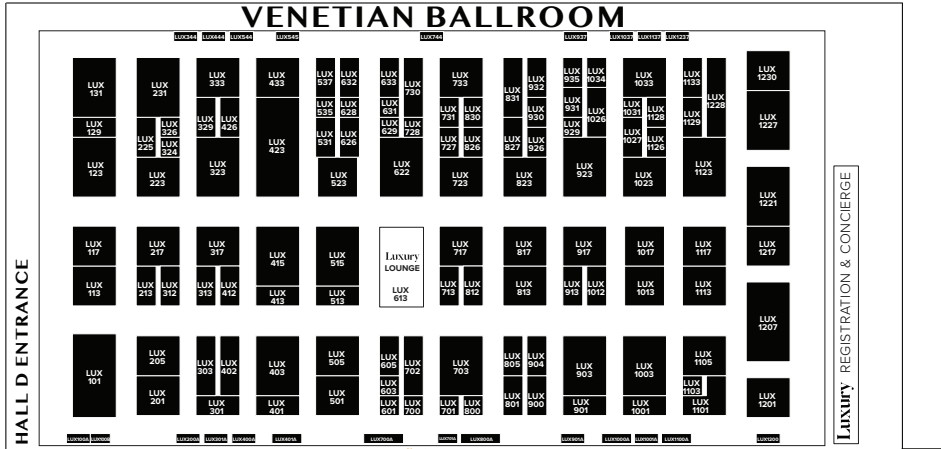 VENETIAN BALLROOM
LUX344 LUX444 LUX544 LUX545 LUX744 LUX937 LUX1037 LUX1137 LUX1237
LUX 131
LUX 129
LUX 123
LUX 231
LUX 225
LUX 326
LUX 324
LUX 223
LUX 333
LUX 329
LUX 426
LUX 323
LUX 433
LUX 423
LUX 537
LUX 632
LUX 535
LUX 628
LUX 531
LUX 626
LUX 523
LUX 633
LUX 730
LUX 631
LUX 629
LUX 728
LUX 622
LUX 733
LUX 731
LUX 830
LUX 727
LUX 826
LUX 723
LUX 831
LUX 932
LUX 930
LUX 827
LUX 926
LUX 823
LUX 935
LUX 1034
LUX 931
LUX 1026
LUX 929
LUX 923
LUX 1033
LUX 1031
LUX 1128
LUX 1027
LUX 1126
LUX 1023
LUX 1133
LUX 1228
LUX 1129
LUX 1123
LUX 1230
LUX 1227
LUX 1221
LUX 1217
LUX 1207
LUX 1201
LUX 117
LUX 113
LUX 217
LUX 213
LUX 312
LUX 317
LUX 313
LUX 412
LUX 415
LUX 413
LUX 515
LUX 513
Luxury
LOUNGE
LUX 613
LUX 717
LUX 713
LUX 812
LUX 817
LUX 813
LUX 917
LUX 913
LUX 1012
LUX 1017
LUX 1013
LUX 1117
LUX 1113
LUX 101
LUX 205
LUX 201
LUX 303
LUX 402
LUX 301
LUX 403
LUX 401
LUX 505
LUX 501
LUX 605
LUX 702
LUX 603
LUX 601
LUX 700
LUX 703
LUX 701
LUX 800
LUX 805
LUX 904
LUX 801
LUX 900
LUX 903
LUX 901
LUX 1003
LUX 1001
LUX 1105
LUX 1103
LUX 1101
LUX100A LUX200A LUX301A LUX400A LUX401A LUX700A LUX800A LUX901A LUX1000A LUX1001A LUX1100A LUX1200
HALL D ENTRANCE
Luxury REGISTRATION & CONCIERGE